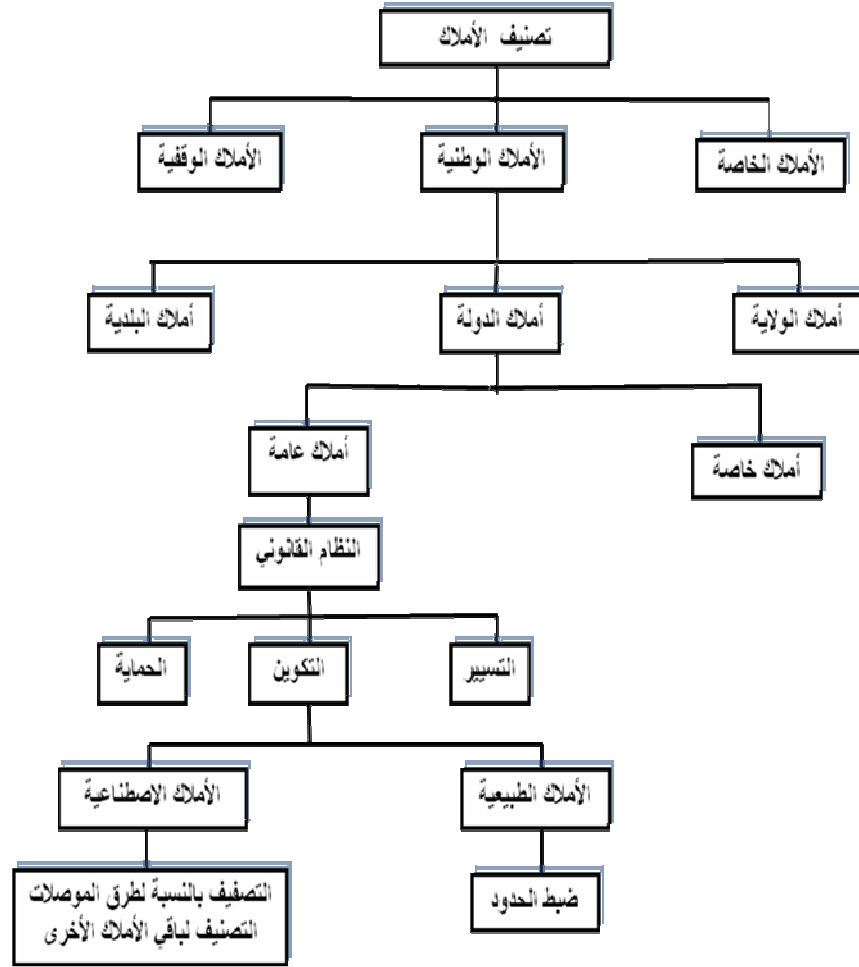 تصنيف الأملاك
الأملاك الخاصة
الأملاك الوطنية
الأملاك الوقفية
أملاك الولاية
أملاك الدولة
أملاك البلدية
أملاك خاصة
أملاك عامة
النظام القانوني
التسيير
التكوين
الحماية
الأملاك الطبيعية
الأملاك الاصطناعية
ضبط الحدود
التصفيف بالنسبة لطرق الموصلات
التصنيف لباقي الأملاك الأخرى